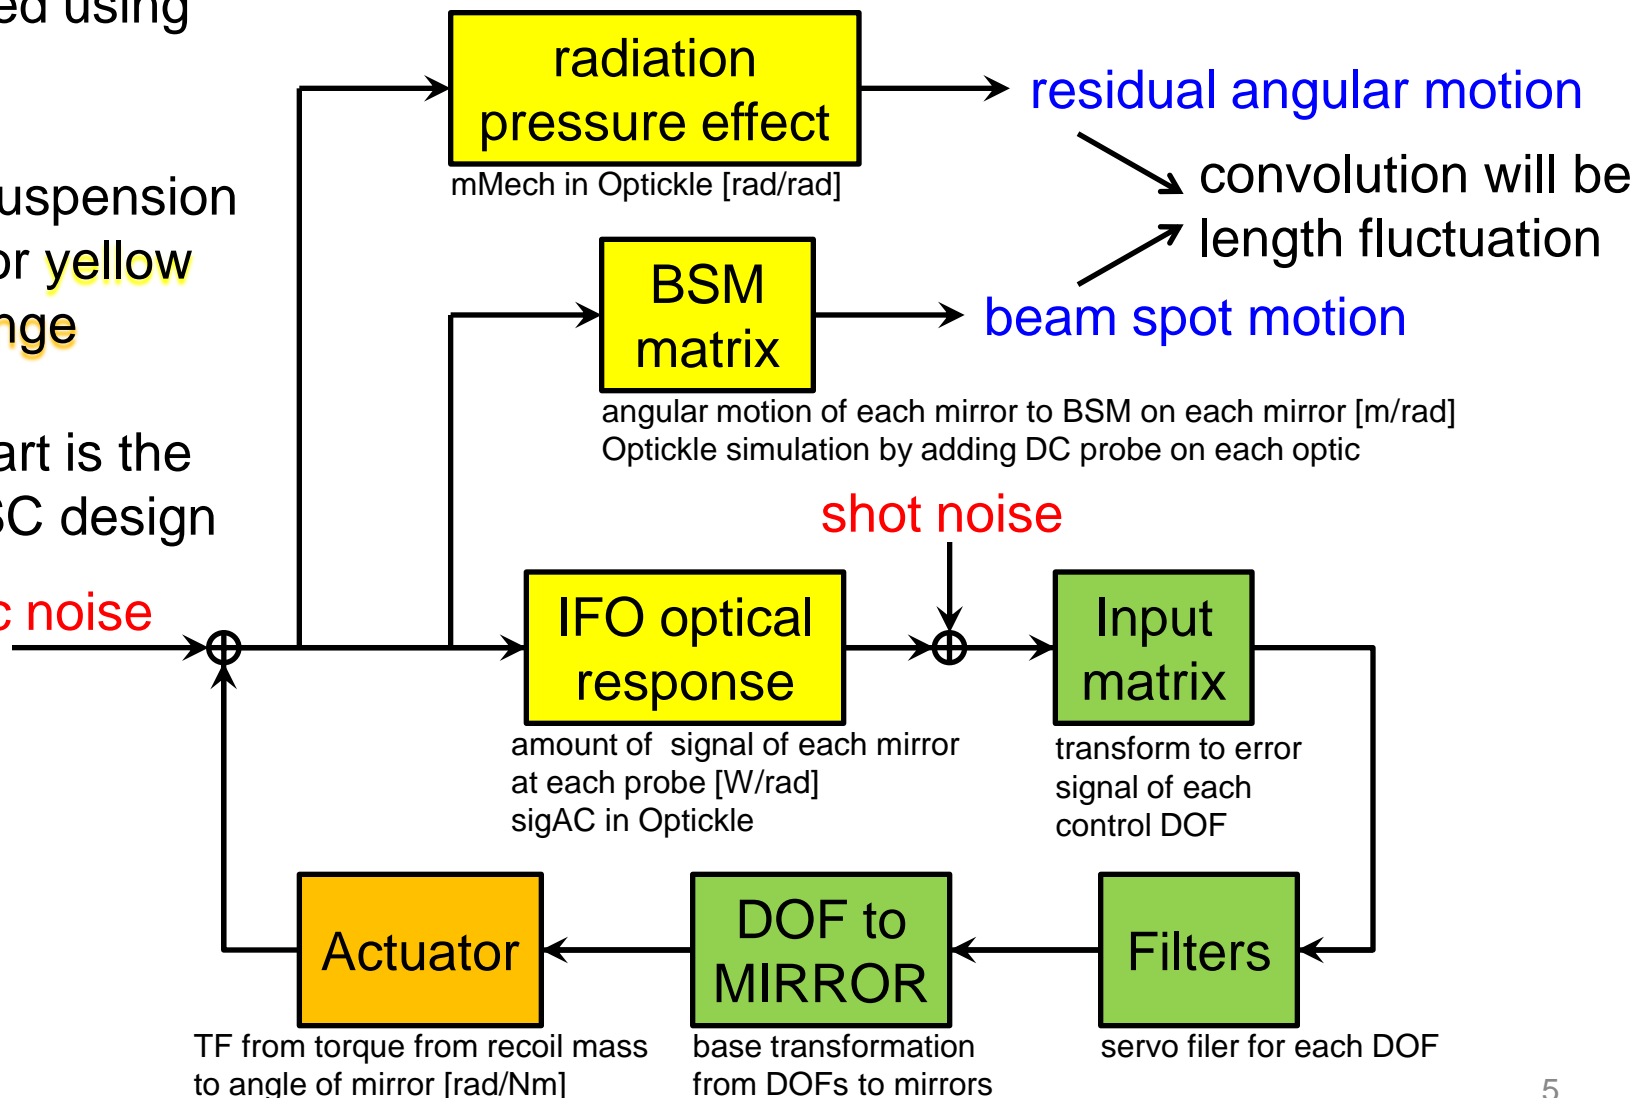 ed using
uspension
or yellow
nge
art is the
SC design
c noise
radiation
pressure effect
mMech in Optickle [rad/rad]
residual angular motion
convolution will be
length fluctuation
BSM
matrix
beam spot motion
angular motion of each mirror to BSM on each mirror [m/rad]
Optickle simulation by adding DC probe on each optic
shot noise
IFO optical
response
amount of  signal of each mirror
at each probe [W/rad]
sigAC in Optickle
Input
matrix
transform to error
signal of each
control DOF
Actuator
TF from torque from recoil mass
to angle of mirror [rad/Nm]
DOF to
MIRROR
base transformation
from DOFs to mirrors
Filters
servo filer for each DOF
5